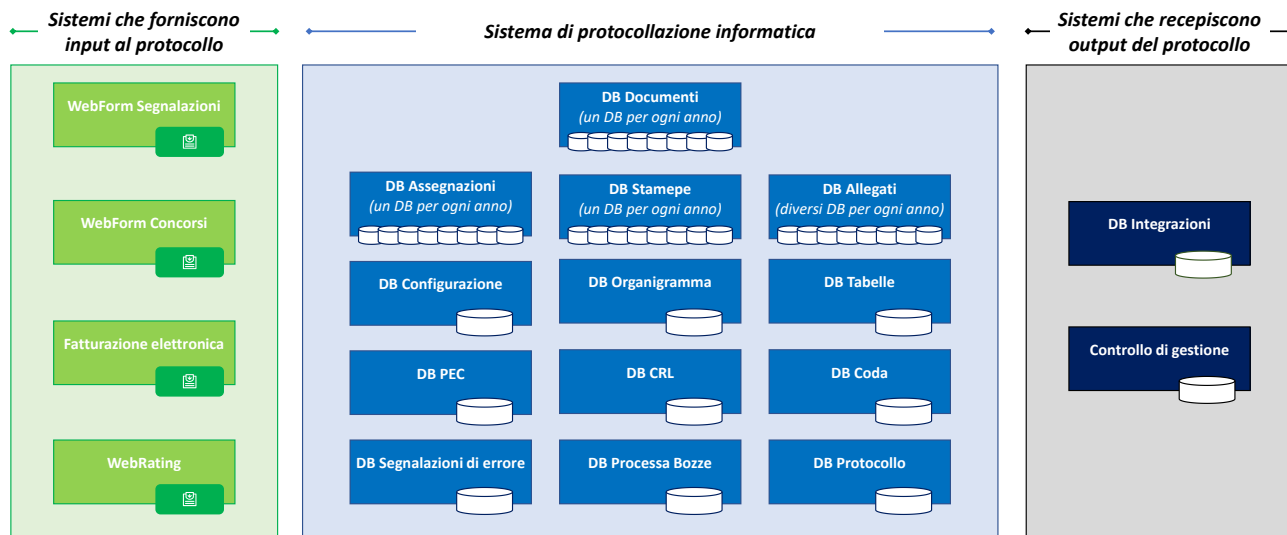 Sistemi che forniscono
input al protocollo
Sistema di protocollazione informatica
Sistemi che recepiscono
output del protocollo
WebForm Segnalazioni
WebForm Concorsi
Fatturazione elettronica
WebRating
DB Documenti
(un DB per ogni anno)
DB Assegnazioni
(un DB per ogni anno)
DB Stamepe
(un DB per ogni anno)
DB Allegati
(diversi DB per ogni anno)
DB Configurazione
DB Organigramma
DB Tabelle
DB PEC
DB CRL
DB Coda
DB Segnalazioni di errore
DB Processa Bozze
DB Protocollo
DB Integrazioni
Controllo di gestione